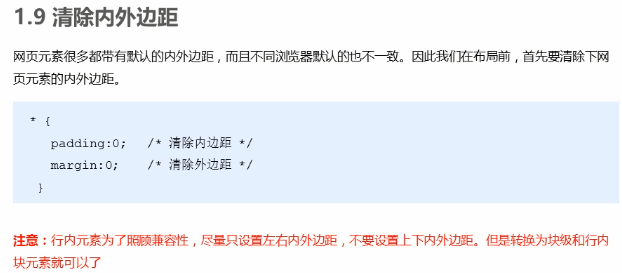 1.9 清除内外边距
网页元素很多都带有默认的内外边距，而且不同浏览器默认的也不一致。因此我们在布局前，首先要清除下网
页元素的内外边距。
* {
padding:0; /* 清除内边距 */
margin:0; /* 清除外边距 */
}
注意：行内元素为了照顾兼容性，尽量只设置左右内外边距，不要设置上下内外边距。但是转换为块级和行内
块元素就可以了